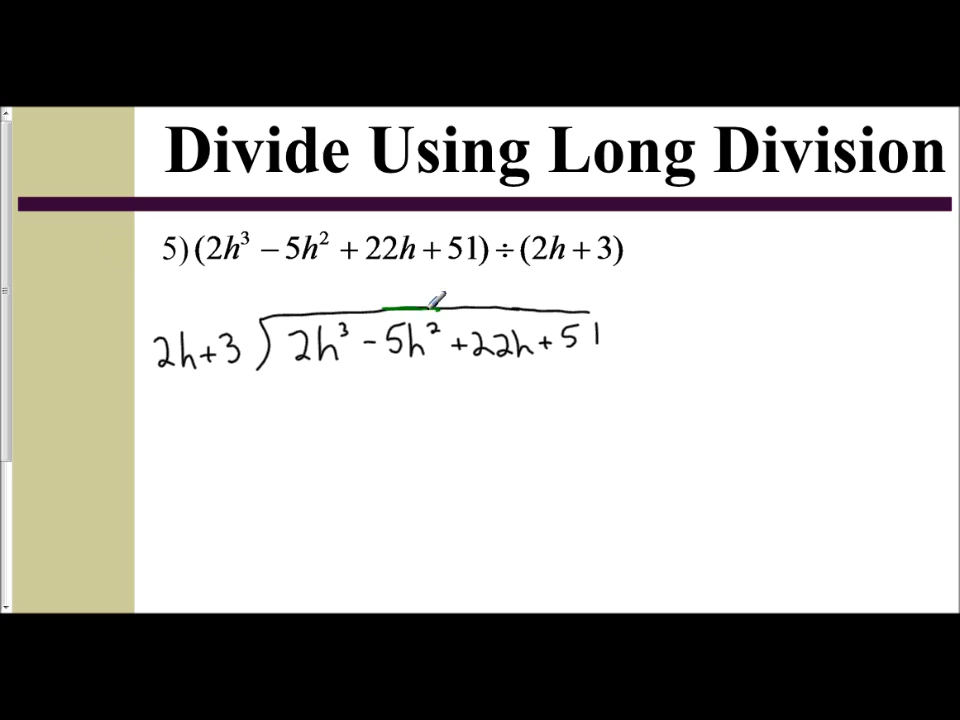 Divide Using Long Division
5) (2h³ − 5h² + 22h + 51) ÷ (2h + 3)
2h+3 ) 2h³ - 5h² + 22h + 51